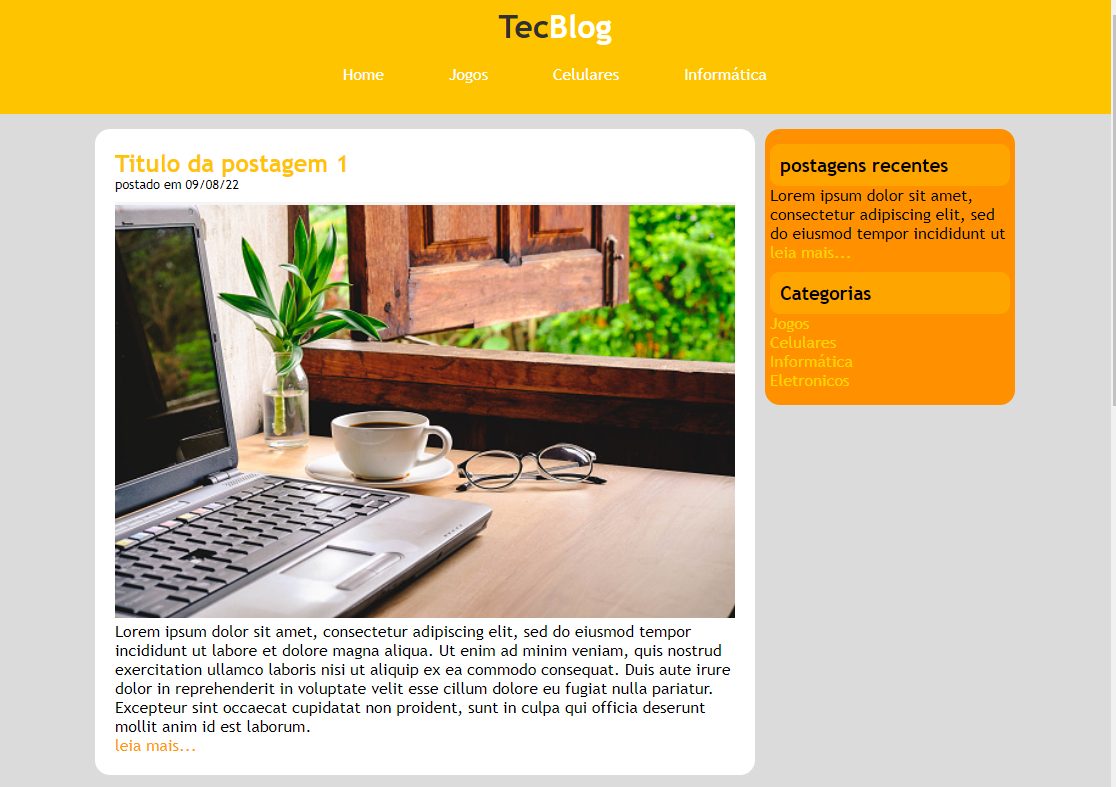 TecBlog
Home Jogos Celulares Informática
Titulo da postagem 1
postado em 09/08/22
Lorem ipsum dolor sit amet, consectetur adipiscing elit, sed do eiusmod tempor
incididunt ut labore et dolore magna aliqua. Ut enim ad minim veniam, quis nostrud
exercitation ullamco laboris nisi ut aliquip ex ea commodo consequat. Duis aute irure
dolor in reprehenderit in voluptate velit esse cillum dolore eu fugiat nulla pariatur.
Excepteur sint occaecat cupidatat non proident, sunt in culpa qui officia deserunt
mollit anim id est laborum.
leia mais...
postagens recentes
Lorem ipsum dolor sit amet,
consectetur adipiscing elit, sed
do eiusmod tempor incididunt ut
leia mais...
Categorias
Jogos
Celulares
Informática
Eletronicos